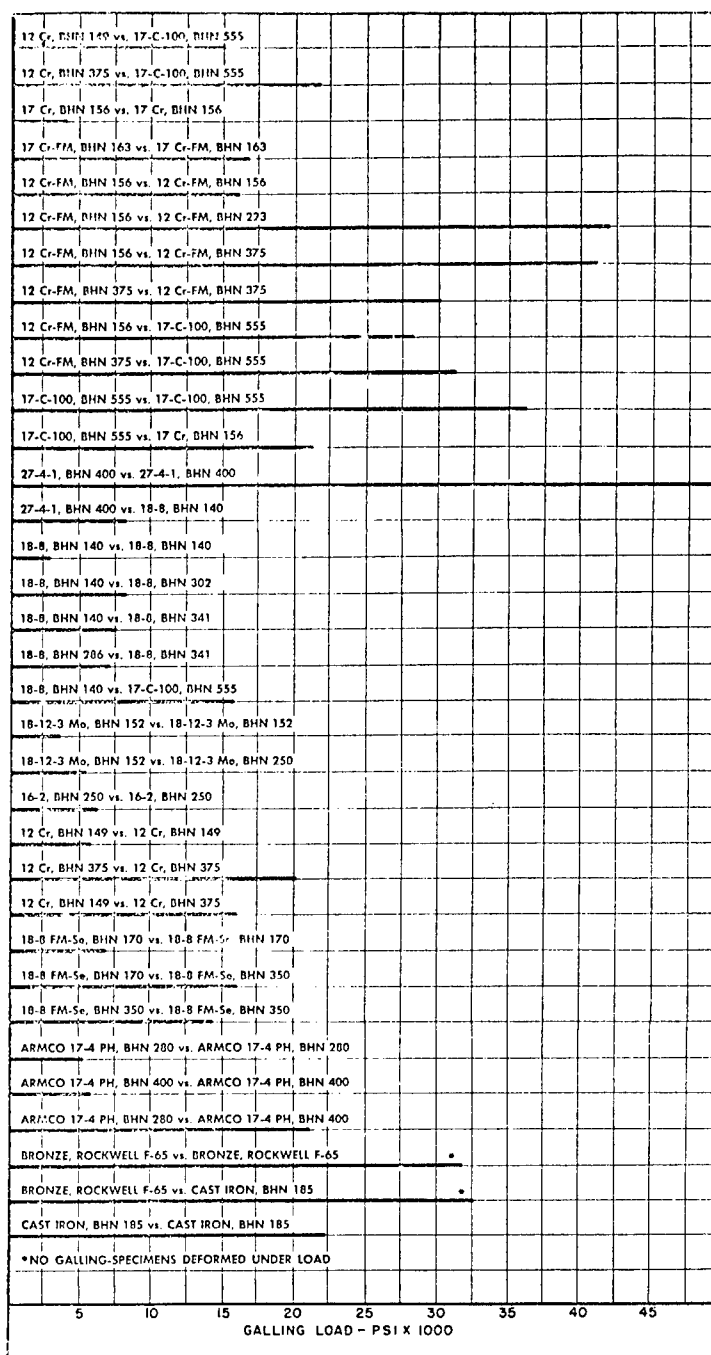 12 Cr, BHN 149 vs. 17-C-100, BHN 555
12 Cr, BHN 375 vs. 17-C-100, BHN 555
17 Cr, BHN 156 vs. 17 Cr, BHN 156
17 Cr-FM, BHN 163 vs. 17 Cr-FM, BHN 163
12 Cr-FM, BHN 156 vs. 12 Cr-FM, BHN 156
12 Cr-FM, BHN 156 vs. 12 Cr-FM, BHN 223
12 Cr-FM, BHN 156 vs. 12 Cr-FM, BHN 375
12 Cr-FM, BHN 375 vs. 12 Cr-FM, BHN 375
12 Cr-FM, BHN 156 vs. 17-C-100, BHN 555
12 Cr-FM, BHN 375 vs. 17-C-100, BHN 555
17-C-100, BHN 555 vs. 17-C-100, BHN 555
17-C-100, BHN 555 vs. 17 Cr, BHN 156
27-4-1, BHN 400 vs. 27-4-1, BHN 400
27-4-1, BHN 400 vs. 18-8, BHN 140
18-8, BHN 140 vs. 18-8, BHN 140
18-8, BHN 140 vs. 18-8, BHN 302
18-8, BHN 140 vs. 18-8, BHN 341
18-8, BHN 286 vs. 18-8, BHN 341
18-8, BHN 140 vs. 17-C-100, BHN 555
18-12-3 Mo, BHN 152 vs. 18-12-3 Mo, BHN 152
18-12-3 Mo, BHN 152 vs. 18-12-3 Mo, BHN 250
16-2, BHN 250 vs. 16-2, BHN 250
12 Cr, BHN 149 vs. 12 Cr, BHN 149
12 Cr, BHN 375 vs. 12 Cr, BHN 375
12 Cr, BHN 149 vs. 12 Cr, BHN 375
18-8 FM-Se, BHN 170 vs. 18-8 FM-Se, BHN 170
18-8 FM-Se, BHN 170 vs. 18-8 FM-Se, BHN 350
18-8 FM-Se, BHN 350 vs. 18-8 FM-Se, BHN 350
ARMCO 17-4 PH, BHN 280 vs. ARMCO 17-4 PH, BHN 280
ARMCO 17-4 PH, BHN 400 vs. ARMCO 17-4 PH, BHN 400
ARMCO 17-4 PH, BHN 280 vs. ARMCO 17-4 PH, BHN 400
BRONZE, ROCKWELL F-65 vs. BRONZE, ROCKWELL F-65 *
BRONZE, ROCKWELL F-65 vs. CAST IRON, BHN 185 *
CAST IRON, BHN 185 vs. CAST IRON, BHN 185
*NO GALLING-SPECIMENS DEFORMED UNDER LOAD
5 10 15 20 25 30 35 40 45
GALLING LOAD - PSI X 1000